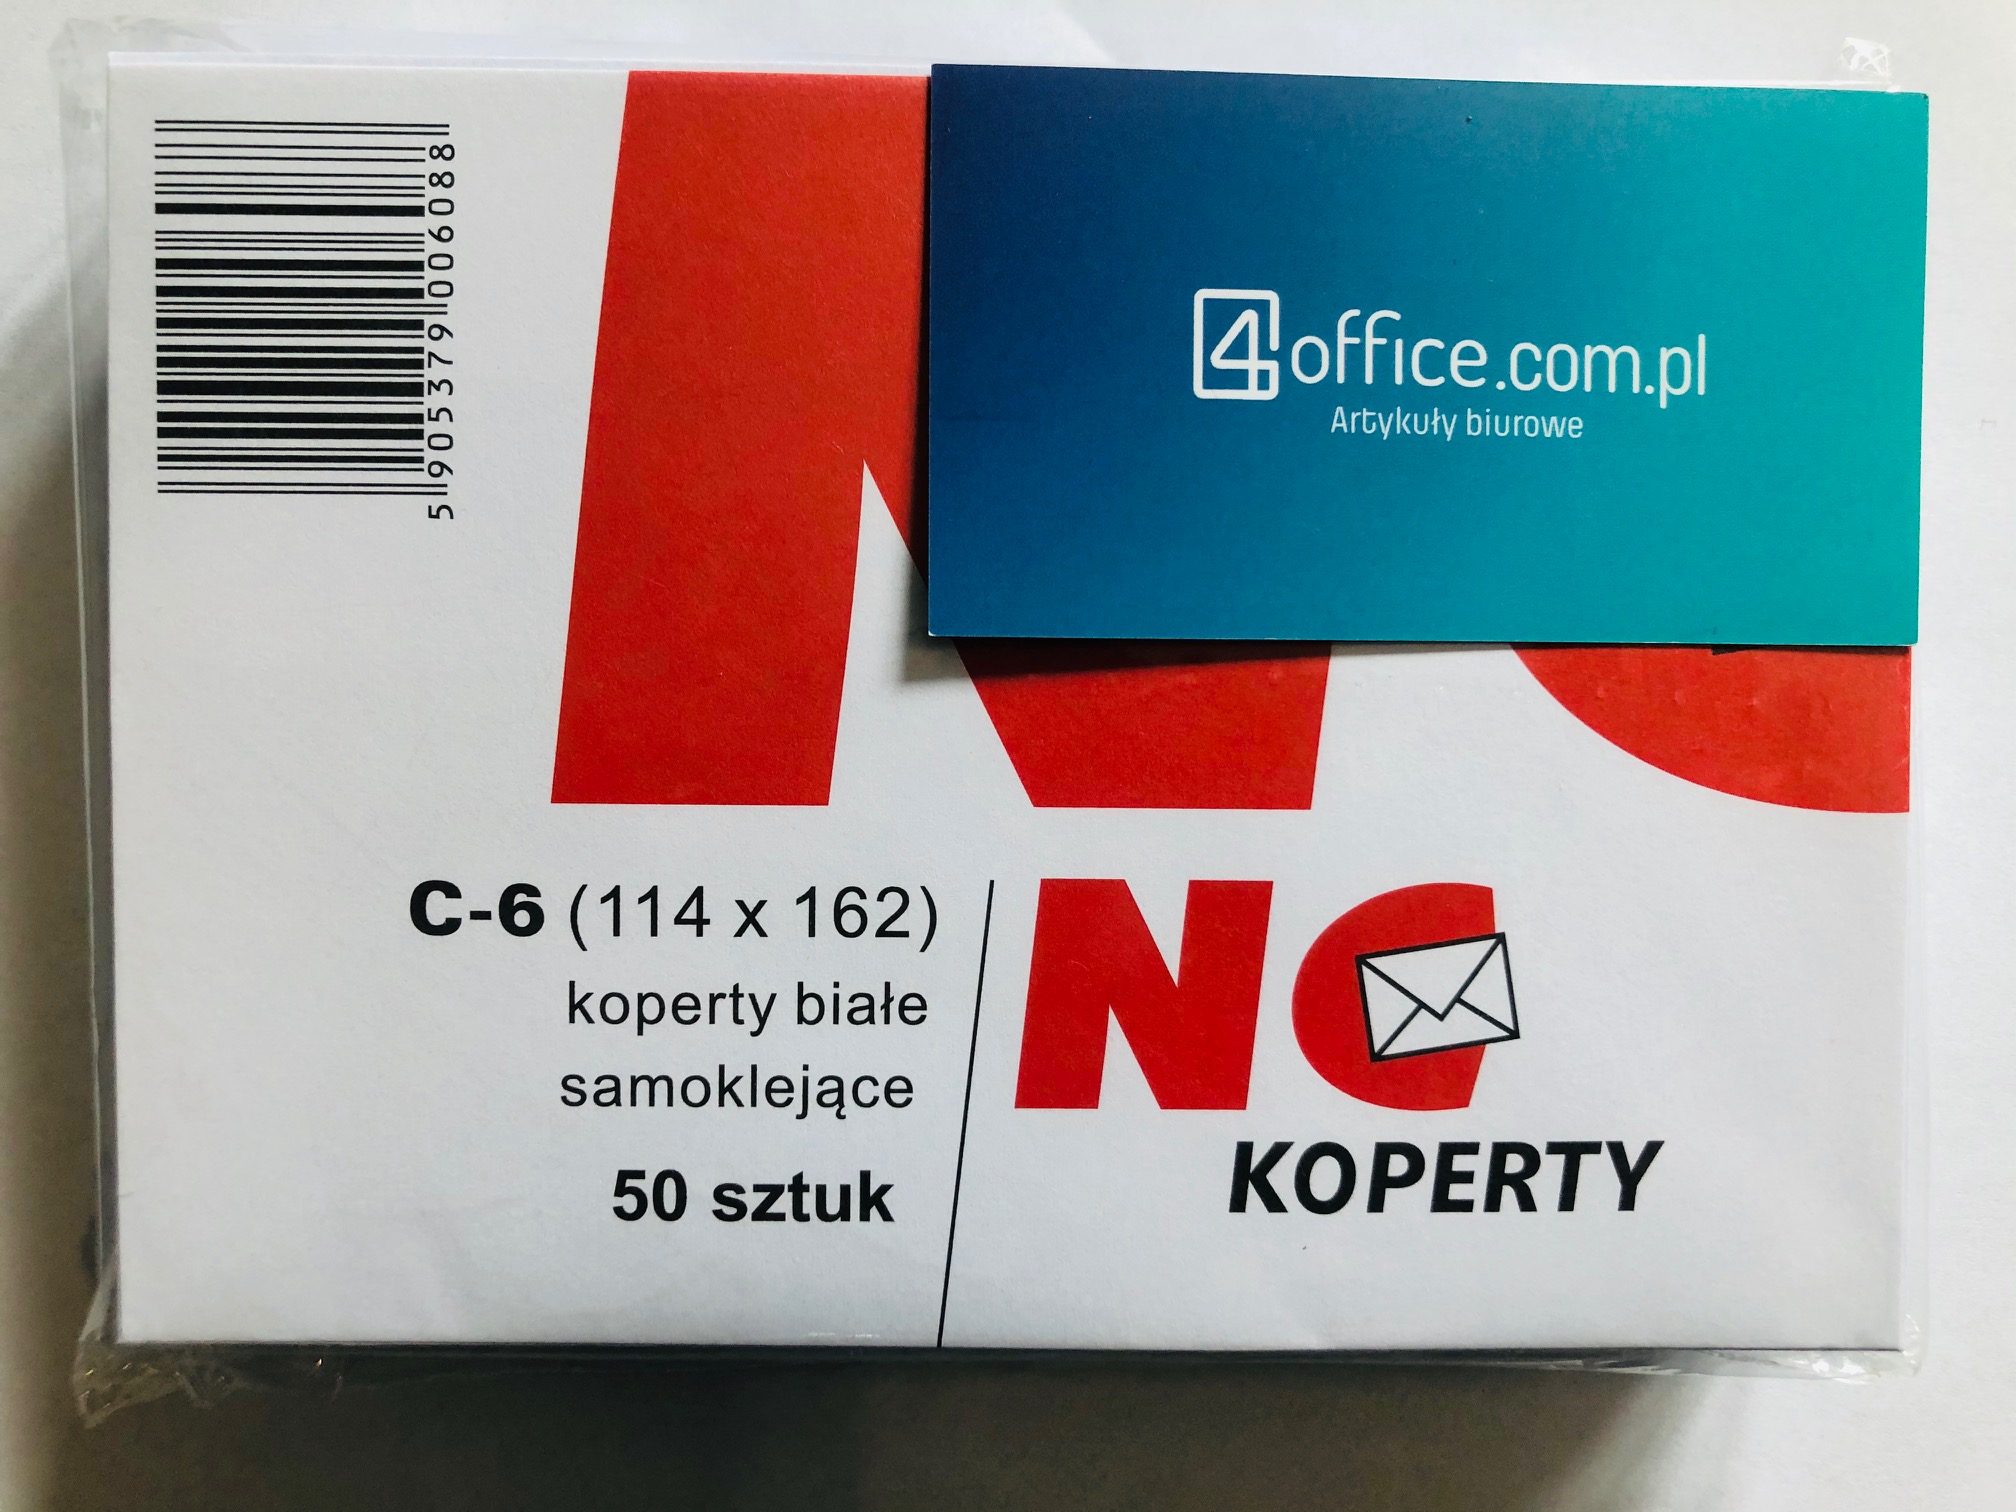 5905379006088
4office.com.pl
Artykuły biurowe
C-6 (114 x 162)
koperty białe
samoklejące
50 sztuk
NC
KOPERTY